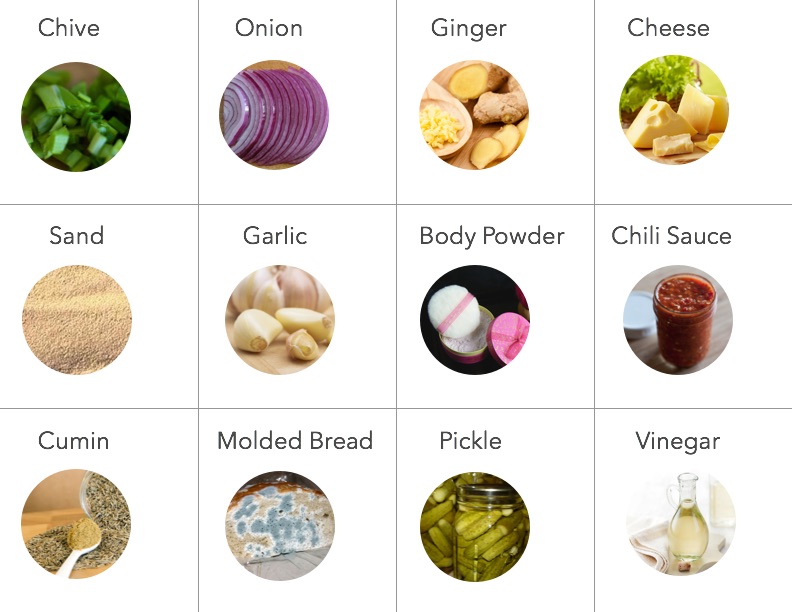 Chive
Onion
Ginger
Cheese
Sand
Garlic
Body Powder
Chili Sauce
Cumin
Molded Bread
Pickle
Vinegar